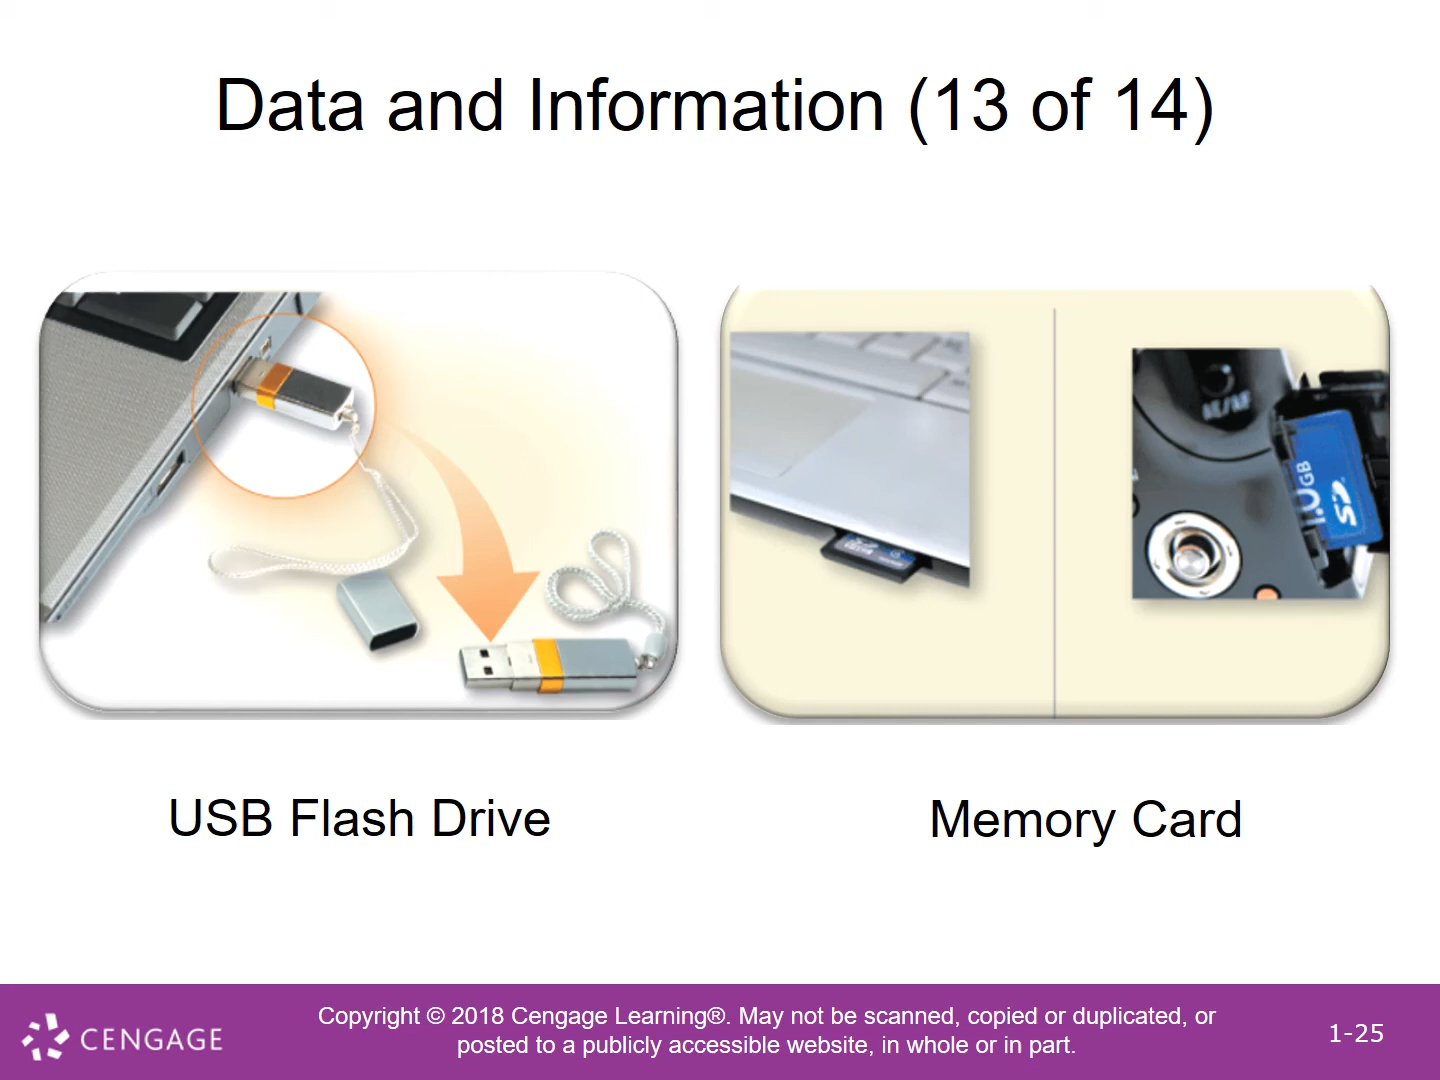 Data and Information (13 of 14)
AE/AF
1.0GB
SD
USB Flash Drive
Memory Card
CENGAGE
Copyright © 2018 Cengage Learning®. May not be scanned, copied or duplicated, or
posted to a publicly accessible website, in whole or in part.
1-25